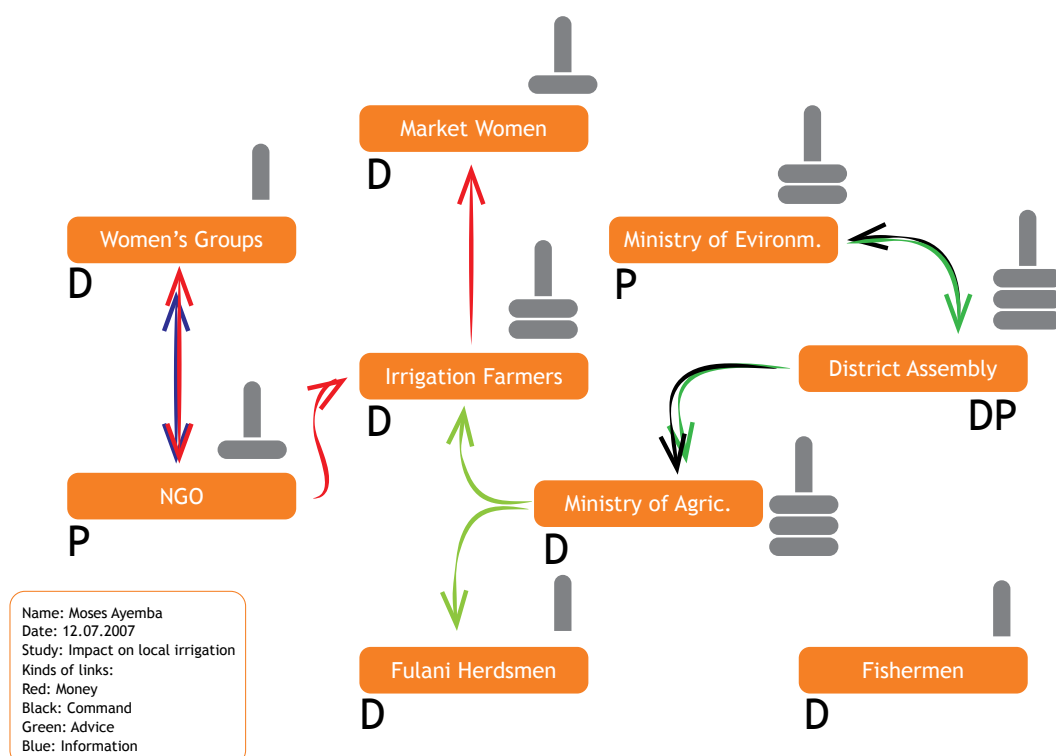 Market Women
D
Women's Groups
D
Ministry of Evironm.
P
Irrigation Farmers
D
District Assembly
DP
NGO
P
Ministry of Agric.
D
Fulani Herdsmen
D
Fishermen
D
Name: Moses Ayemba
Date: 12.07.2007
Study: Impact on local irrigation
Kinds of links:
Red: Money
Black: Command
Green: Advice
Blue: Information